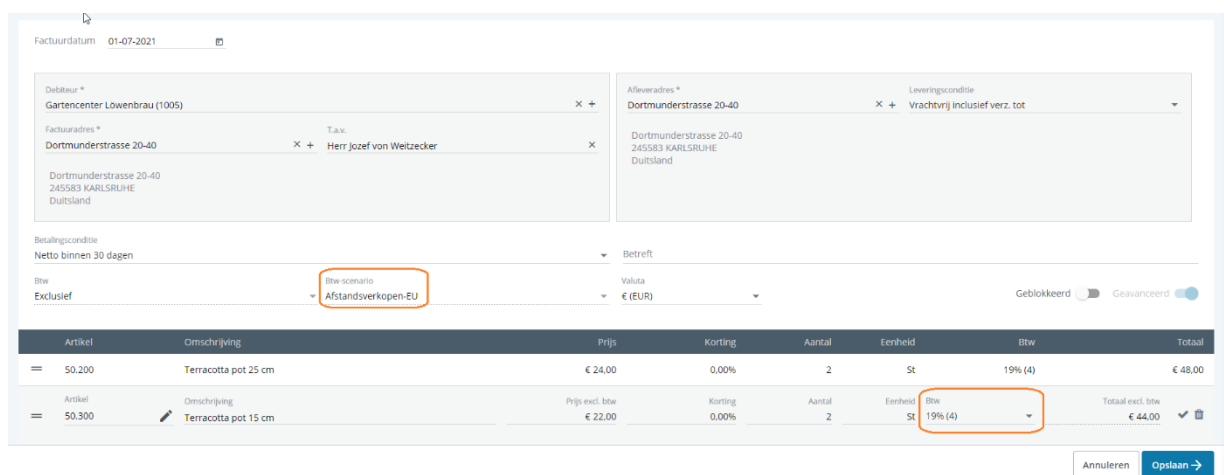 Factuurdatum 01-07-2021
Debiteur *
Gartencenter Löwenbrau (1005)
Factuuradres *
Dortmunderstrasse 20-40
T.a.v.
Herr Jozef von Weitzecker
Dortmunderstrasse 20-40
245583 KARLSRUHE
Duitsland
Afleveradres *
Dortmunderstrasse 20-40
Leveringsconditie
Vrachtvrij inclusief verz. tot
Dortmunderstrasse 20-40
245583 KARLSRUHE
Duitsland
Betalingsconditie
Netto binnen 30 dagen
Betreft
Btw
Exclusief
Btw-scenario
Afstandsverkopen-EU
Valuta
€ (EUR)
Geblokkeerd Geavanceerd
Artikel Omschrijving Prijs Korting Aantal Eenheid Btw Totaal
50.200 Terracotta pot 25 cm € 24,00 0,00% 2 St 19% (4) € 48,00
Artikel Omschrijving Prijs excl. btw Korting Aantal Eenheid Btw Totaal excl. btw
50.300 Terracotta pot 15 cm € 22,00 0,00% 2 St 19% (4) € 44,00
Annuleren Opslaan